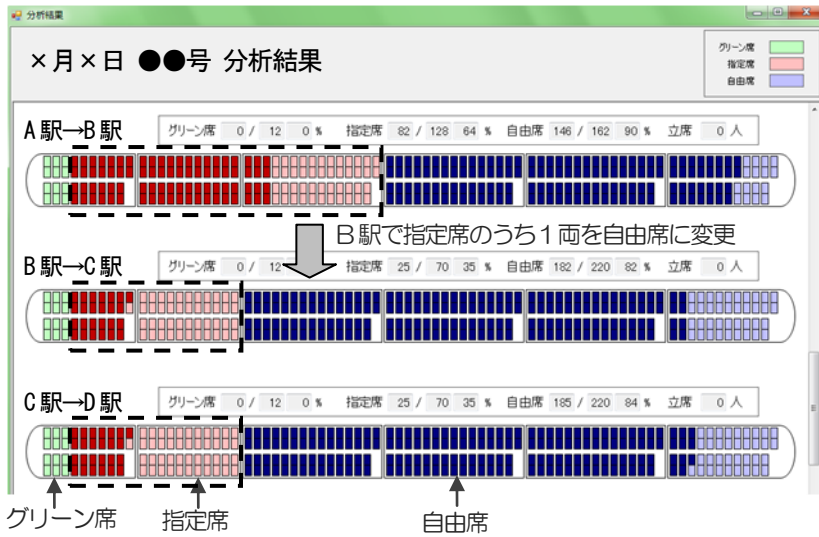 分析結果
×月×日 ●●号 分析結果
グリーン席
指定席
自由席
A駅→B駅
グリーン席 0 / 12 0 % 指定席 82 / 128 64 % 自由席 146 / 162 90 % 立席 0 人
B駅で指定席のうち1両を自由席に変更
B駅→C駅
グリーン席 0 / 12 指定席 25 / 70 35 % 自由席 182 / 220 82 % 立席 0 人
C駅→D駅
グリーン席 0 / 12 0 % 指定席 25 / 70 35 % 自由席 185 / 220 84 % 立席 0 人
グリーン席 指定席 自由席